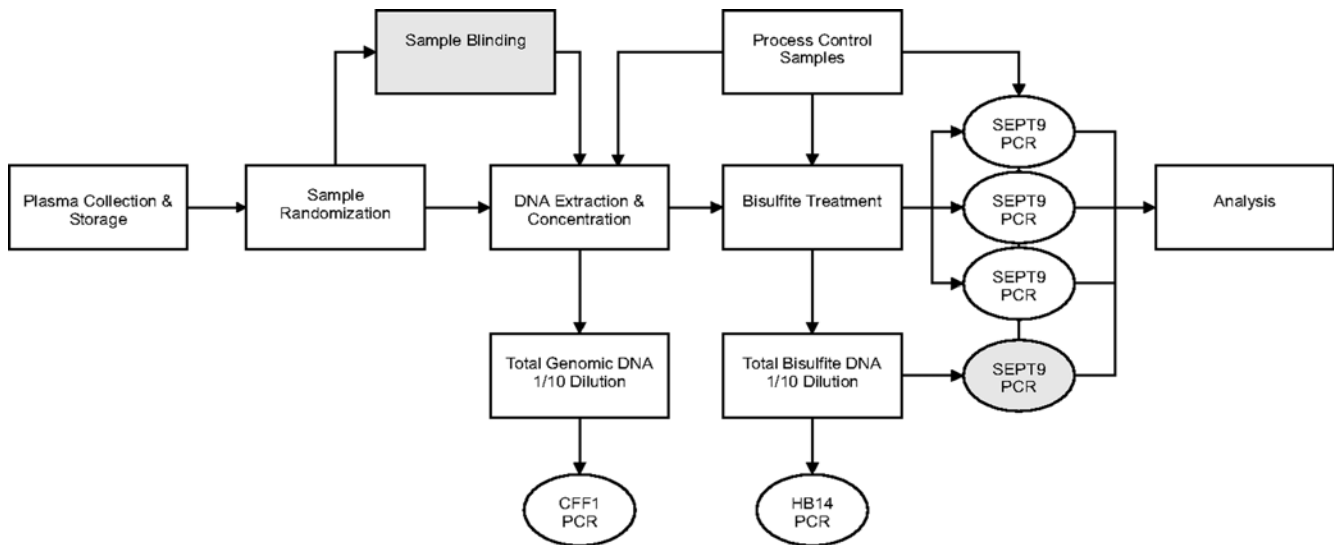 Sample Blinding
Process Control
Samples
SEPT9
PCR
Plasma Collection &
Storage
Sample
Randomization
DNA Extraction &
Concentration
Bisulfite Treatment
SEPT9
PCR
Analysis
SEPT9
PCR
Total Genomic DNA
1/10 Dilution
Total Bisulfite DNA
1/10 Dilution
SEPT9
PCR
CFF1
PCR
HB14
PCR